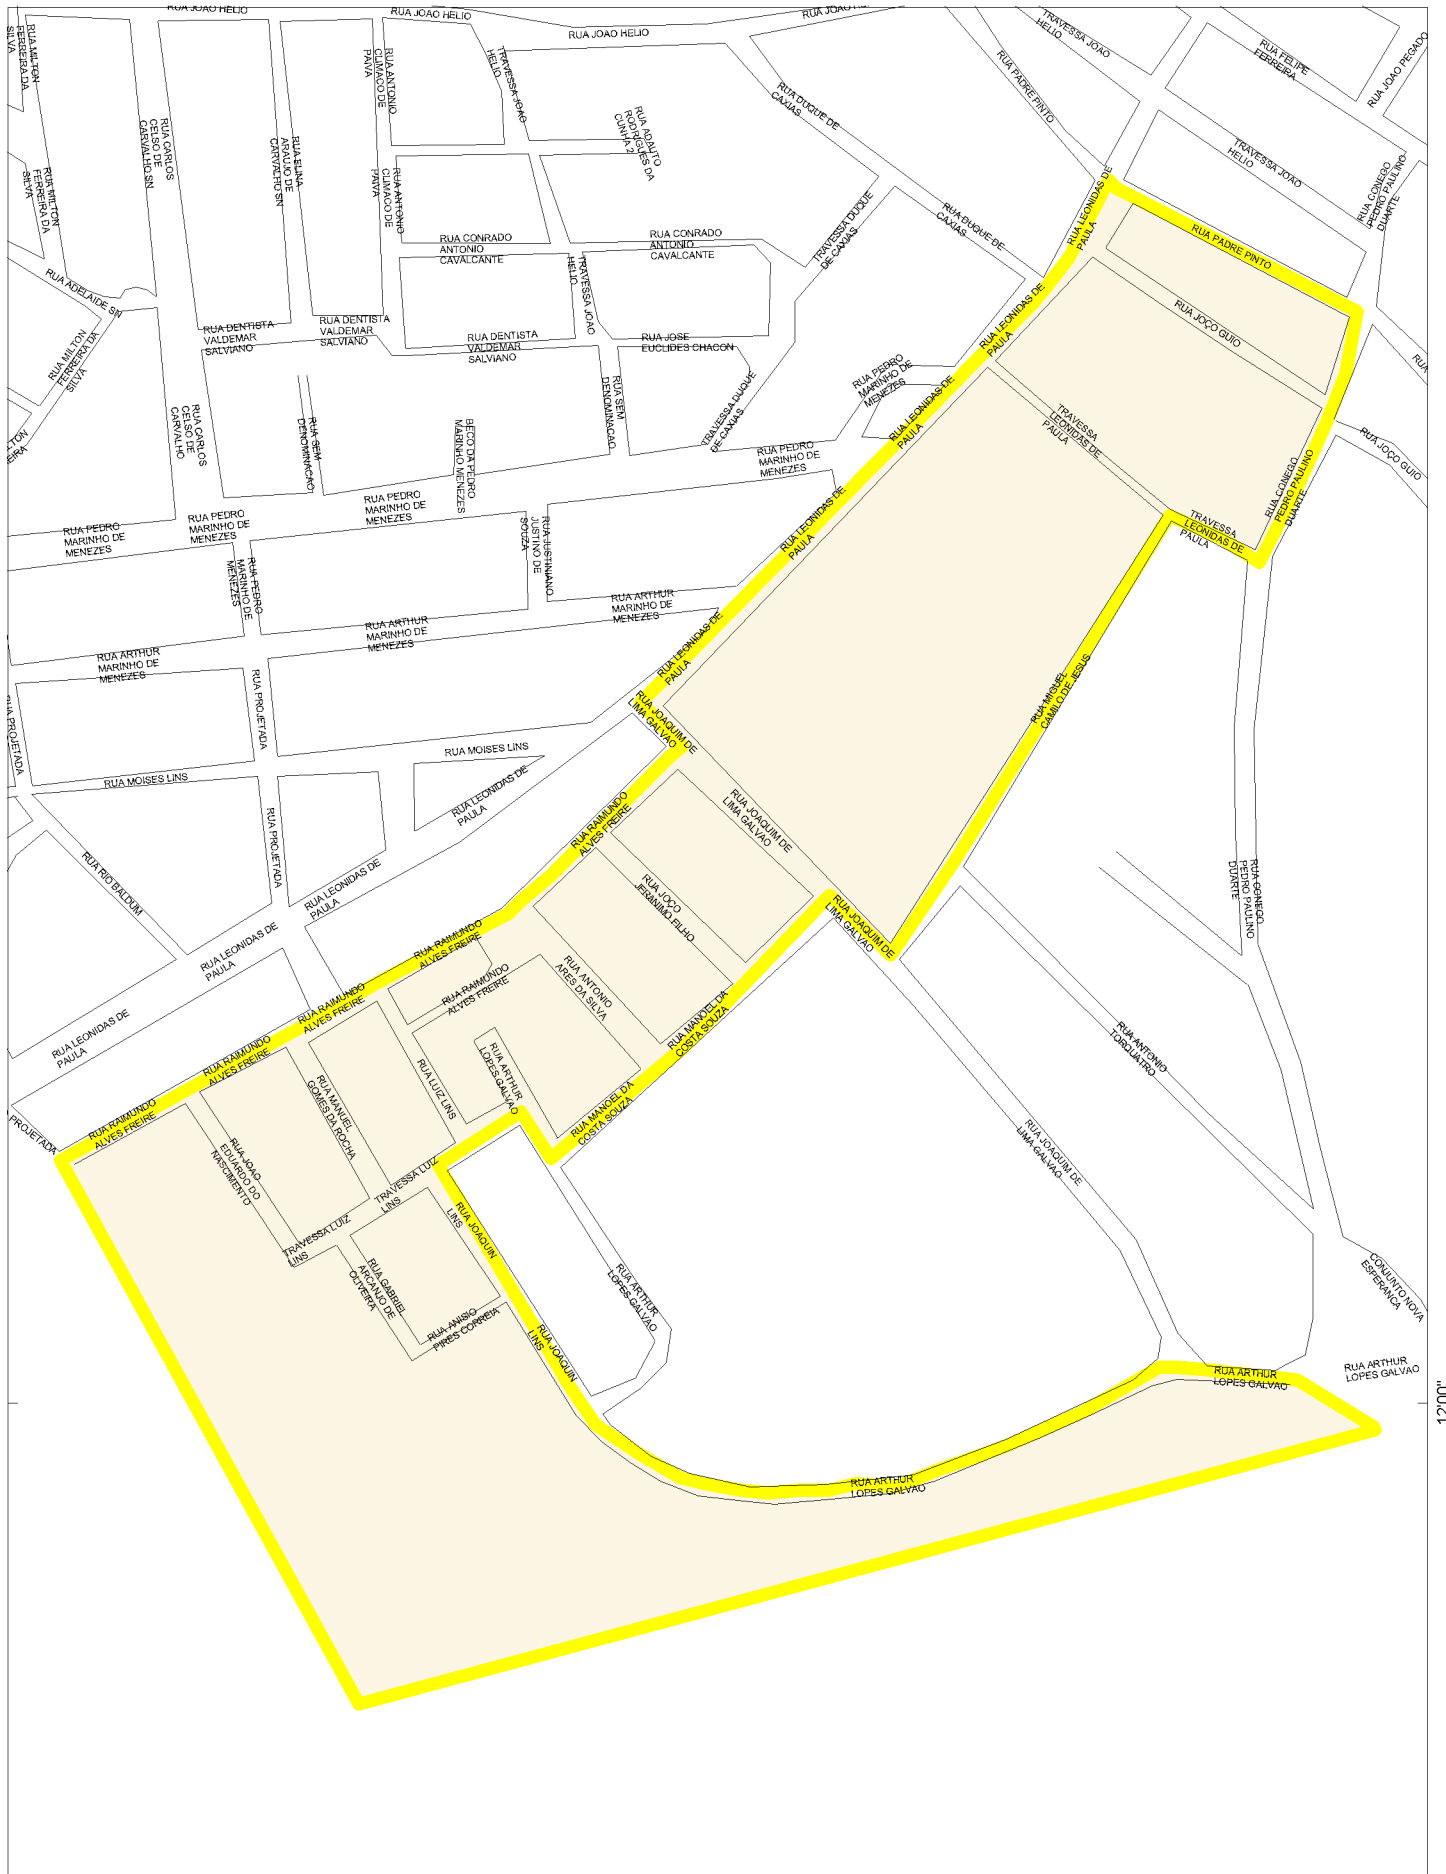 RUA JOAO HELIO
RUA JOAO HELIO
RUA JOAO HELIO
RUA MILTON
FERREIRA DA
SILVA
RUA ANTONIO
CLIMACO DE
PAIVA
TRAVESSA JOAO
HELIO
RUA PADRE PINTO
TRAVESSA JOAO
HELIO
RUA FELIPE
FERREIRA
RUA JOAO PEGADO
RUA DUQUE DE
CAXIAS
RUA ADAUTO
RODRIGUES DA
CUNHA 2
RUA CARLOS
CELSO DE
CARVALHO SN
RUA ELINA
ARAUJO DE
CARVALHO SN
RUA ANTONIO
CLIMACO DE
PAIVA
TRAVESSA JOAO
HELIO
RUA CONEGO
PEDRO PAULINO
DUARTE
RUA MILTON
FERREIRA DA
SILVA
RUA LEONIDAS DE
PAULA
RUA PADRE PINTO
RUA DUQUE DE
CAXIAS
TRAVESSA DUQUE
DE CAXIAS
RUA CONRADO
ANTONIO
CAVALCANTE
RUA CONRADO
ANTONIO
CAVALCANTE
TRAVESSA JOAO
HELIO
RUA ADELAIDE SN
RUA JOÇO GUIO
RUA LEONIDAS DE
PAULA
RUA DENTISTA
VALDEMAR
SALVIANO
RUA DENTISTA
VALDEMAR
SALVIANO
RUA DENTISTA
VALDEMAR
SALVIANO
RUA JOSE
EUCLIDES CHACON
RUA MILTON
FERREIRA DA
SILVA
RUA
RUA PEDRO
MARINHO DE
MENEZES
RUA LEONIDAS DE
PAULA
TRAVESSA
LEONIDAS DE
PAULA
RUA JOÇO GUIO
RUA CARLOS
CELSO DE
CARVALHO
RUA SEM
DENOMINACAO
BECO DA PEDRO
MARINHO MENEZES
RUA SEM
DENOMINACAO
TRAVESSA DUQUE
DE CAXIAS
RUA PEDRO
MARINHO DE
MENEZES
RUA CONEGO
PEDRO PAULINO
DUARTE
RUA PEDRO
MARINHO DE
MENEZES
RUA PEDRO
MARINHO DE
MENEZES
RUA PEDRO
MARINHO DE
MENEZES
RUA JUSTINIANO
JUSTINO DE
SOUZA
RUA LEONIDAS DE
PAULA
TRAVESSA
LEONIDAS DE
PAULA
RUA PEDRO
MARINHO DE
MENEZES
RUA ARTHUR
MARINHO DE
MENEZES
RUA ARTHUR
MARINHO DE
MENEZES
RUA ARTHUR
MARINHO DE
MENEZES
RUA LEONIDAS DE
PAULA
RUA PROJETADA
RUA PROJETADA
RUA JOAQUIM DE
LIMA GALVAO
RUA MIGUEL
CAMILO DE JESUS
RUA MOISES LINS
RUA MOISES LINS
RUA LEONIDAS DE
PAULA
RUA PROJETADA
RUA RAIMUNDO
ALVES FREIRE
RUA JOAQUIM DE
LIMA GALVAO
RUA RIO BALDUM
RUA LEONIDAS DE
PAULA
RUA JOÇO
JERANIMO FILHO
RUA JOAQUIM DE
LIMA GALVAO
RUA CONEGO
PEDRO PAULINO
DUARTE
RUA LEONIDAS DE
PAULA
RUA RAIMUNDO
ALVES FREIRE
RUA RAIMUNDO
ALVES FREIRE
RUA ANTONIO
ARES DA SILVA
RUA RAIMUNDO
ALVES FREIRE
RUA LEONIDAS DE
PAULA
RUA MANOEL DA
COSTA SOUZA
RUA ANTONIO
TORQUATRO
RUA RAIMUNDO
ALVES FREIRE
RUA ARTHUR
LOPES GALVAO
RUA LUIZ LINS
RUA MANUEL
GOMES DA ROCHA
RUA RAIMUNDO
ALVES FREIRE
PROJETADA
RUA MANOEL DA
COSTA SOUZA
RUA JOAQUIM DE
LIMA GALVAO
RUA JOAO
EDUARDO DO
NASCIMENTO
TRAVESSA LUIZ
LINS
TRAVESSA LUIZ
LINS
RUA JOAQUIN
LINS
RUA GABRIEL
ARCANJO DE
OLIVEIRA
RUA ARTHUR
LOPES GALVAO
RUA ANISIO
PIRES CORREIA
RUA JOAQUIN
LINS
CONJUNTO NOVA
ESPERANCA
RUA ARTHUR
LOPES GALVAO
RUA ARTHUR
LOPES GALVAO
RUA ARTHUR
LOPES GALVAO